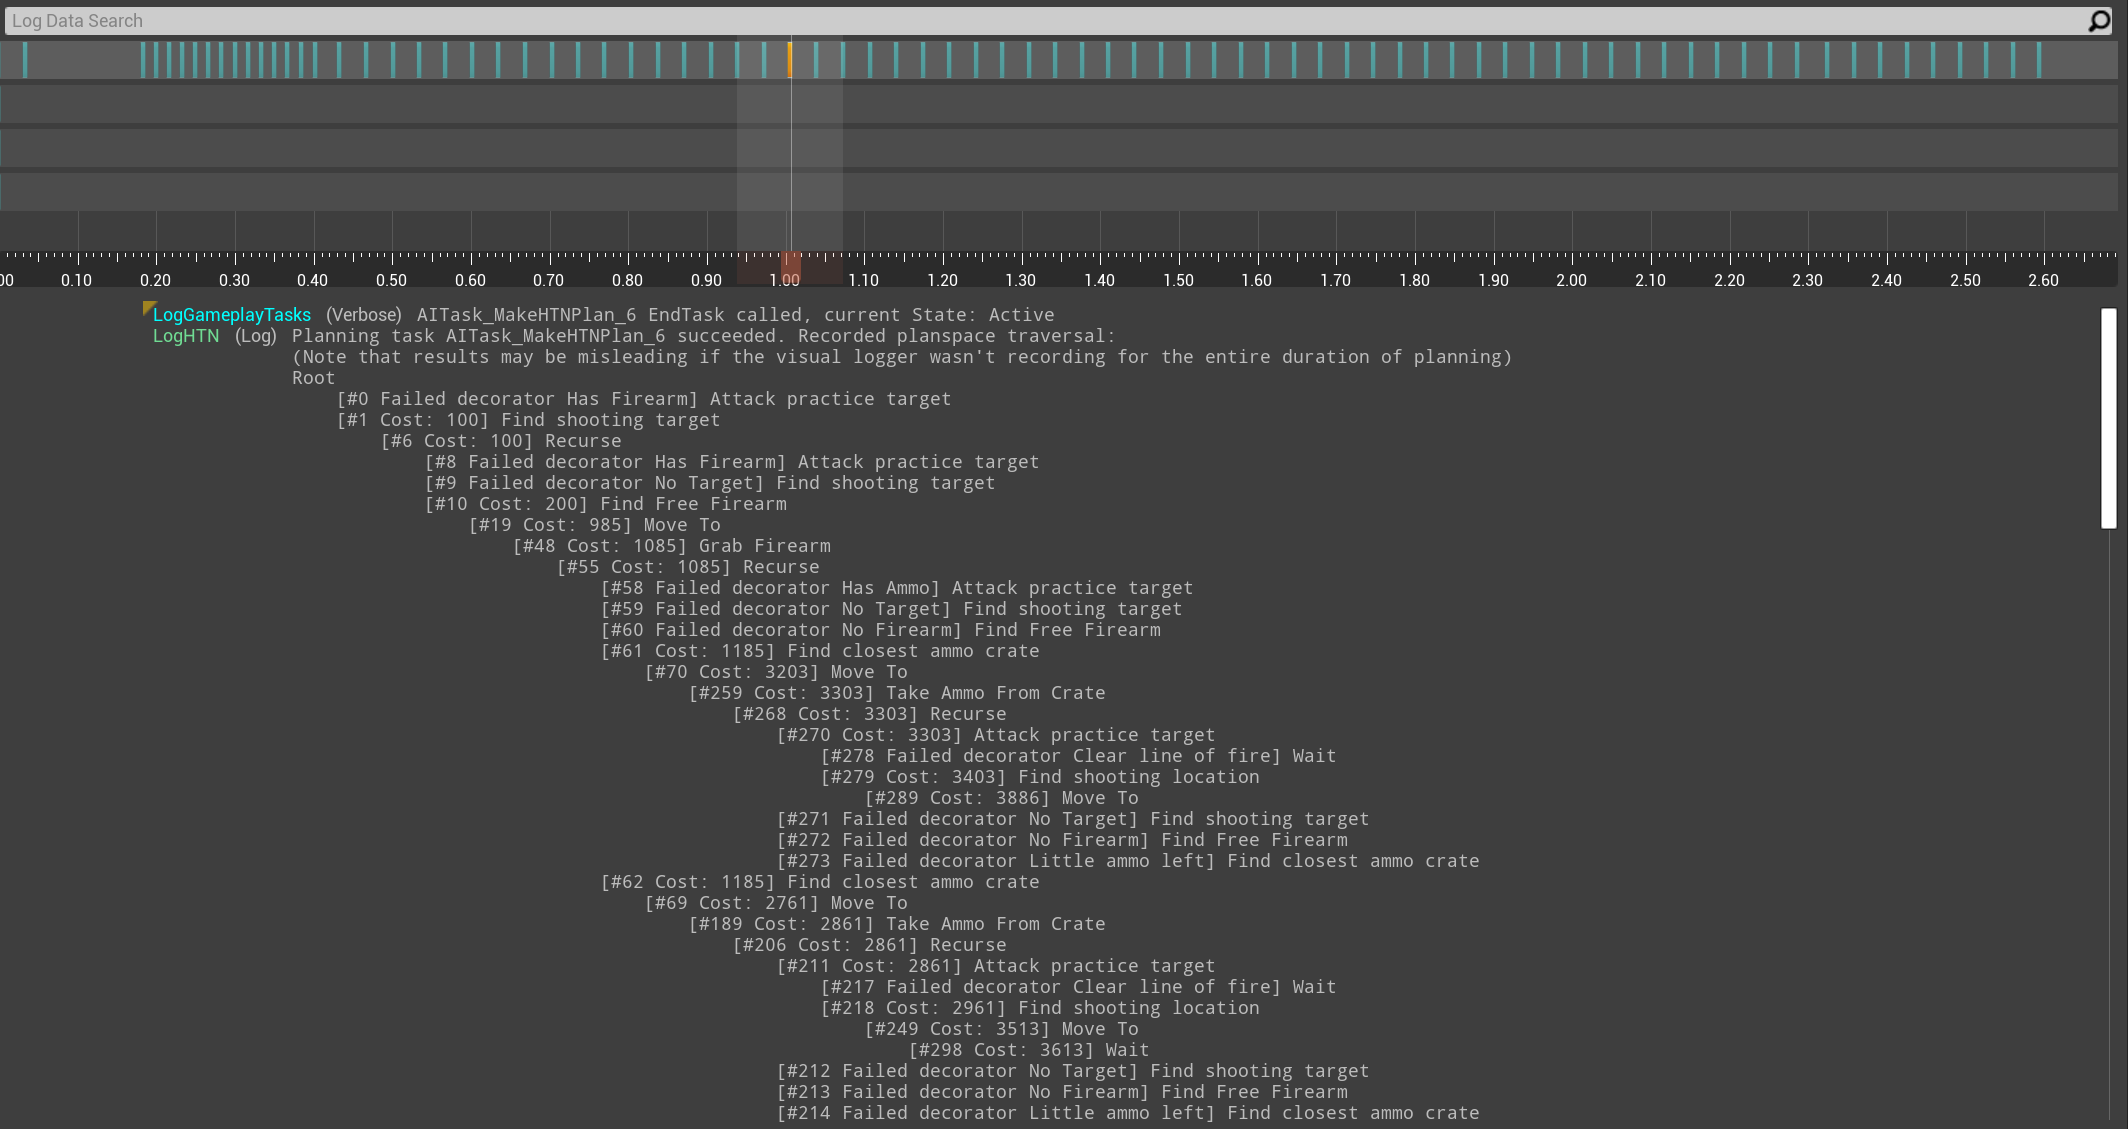 Log Data Search
00 0.10 0.20 0.30 0.40 0.50 0.60 0.70 0.80 0.90 1.00 1.10 1.20 1.30 1.40 1.50 1.60 1.70 1.80 1.90 2.00 2.10 2.20 2.30 2.40 2.50 2.60
LogGameplayTasks (Verbose) AITask_MakeHTNPlan_6 EndTask called, current State: Active
LogHTN (Log) Planning task AITask_MakeHTNPlan_6 succeeded. Recorded planspace traversal:
(Note that results may be misleading if the visual logger wasn't recording for the entire duration of planning)
Root
[#0 Failed decorator Has Firearm] Attack practice target
[#1 Cost: 100] Find shooting target
[#6 Cost: 100] Recurse
[#8 Failed decorator Has Firearm] Attack practice target
[#9 Failed decorator No Target] Find shooting target
[#10 Cost: 200] Find Free Firearm
[#19 Cost: 985] Move To
[#48 Cost: 1085] Grab Firearm
[#55 Cost: 1085] Recurse
[#58 Failed decorator Has Ammo] Attack practice target
[#59 Failed decorator No Target] Find shooting target
[#60 Failed decorator No Firearm] Find Free Firearm
[#61 Cost: 1185] Find closest ammo crate
[#70 Cost: 3203] Move To
[#259 Cost: 3303] Take Ammo From Crate
[#268 Cost: 3303] Recurse
[#270 Cost: 3303] Attack practice target
[#278 Failed decorator Clear line of fire] Wait
[#279 Cost: 3403] Find shooting location
[#289 Cost: 3886] Move To
[#271 Failed decorator No Target] Find shooting target
[#272 Failed decorator No Firearm] Find Free Firearm
[#273 Failed decorator Little ammo left] Find closest ammo crate
[#62 Cost: 1185] Find closest ammo crate
[#69 Cost: 2761] Move To
[#189 Cost: 2861] Take Ammo From Crate
[#206 Cost: 2861] Recurse
[#211 Cost: 2861] Attack practice target
[#217 Failed decorator Clear line of fire] Wait
[#218 Cost: 2961] Find shooting location
[#249 Cost: 3513] Move To
[#298 Cost: 3613] Wait
[#212 Failed decorator No Target] Find shooting target
[#213 Failed decorator No Firearm] Find Free Firearm
[#214 Failed decorator Little ammo left] Find closest ammo crate